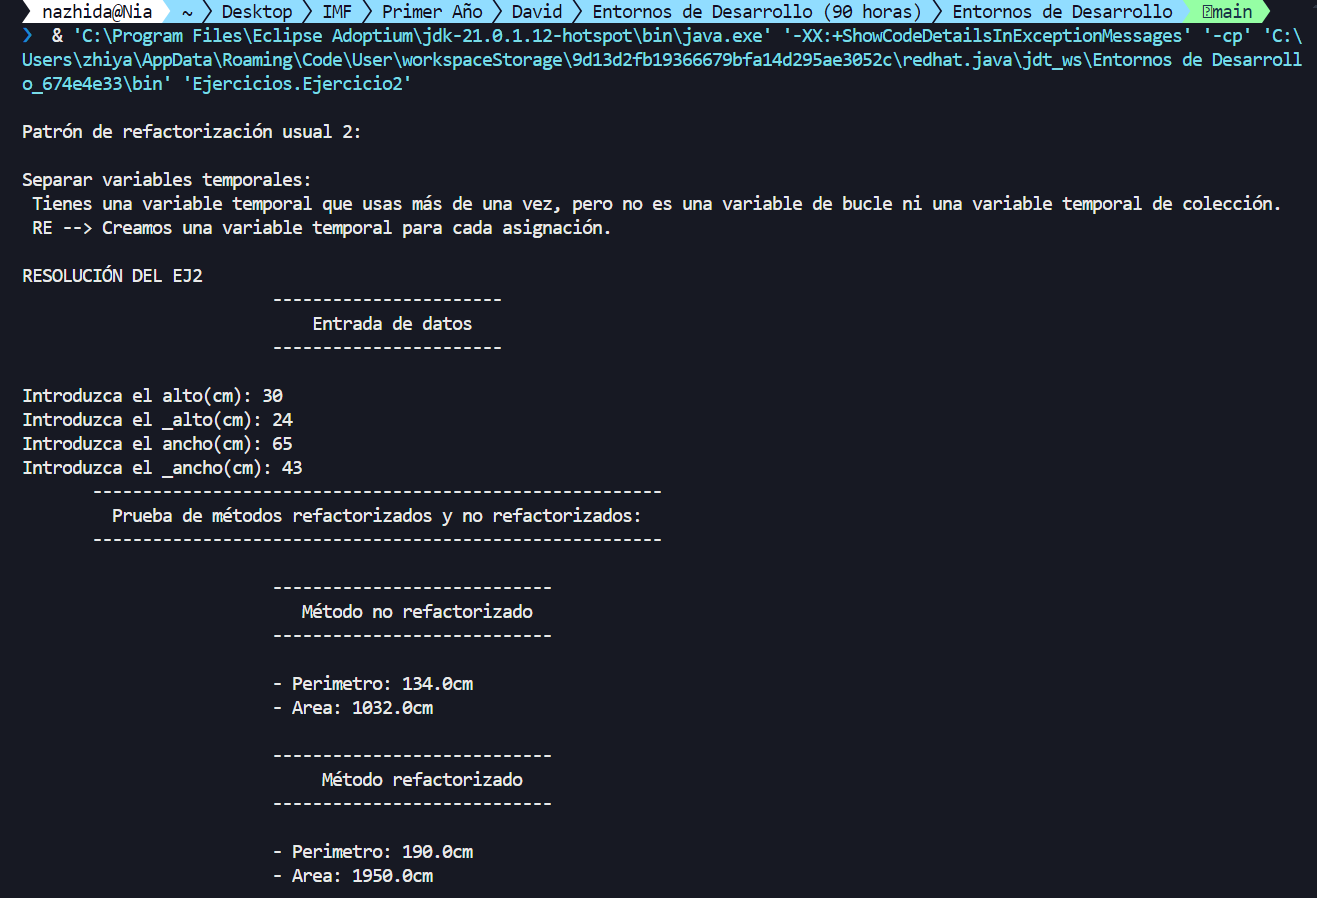 nazhida@Nia ~ Desktop IMF Primer Año David Entornos de Desarrollo (90 horas) Entornos de Desarrollo main
❯ & 'C:\Program Files\Eclipse Adoptium\jdk-21.0.1.12-hotspot\bin\java.exe' '-XX:+ShowCodeDetailsInExceptionMessages' '-cp' 'C:\
Users\zhiya\AppData\Roaming\Code\User\workspaceStorage\9d13d2fb19366679bfa14d295ae3052c\redhat.java\jdt_ws\Entornos de Desarroll
o_674e4e33\bin' 'Ejercicios.Ejercicio2'
Patrón de refactorización usual 2:
Separar variables temporales:
Tienes una variable temporal que usas más de una vez, pero no es una variable de bucle ni una variable temporal de colección.
RE --> Creamos una variable temporal para cada asignación.
RESOLUCIÓN DEL EJ2
-----------------------
Entrada de datos
-----------------------
Introduzca el alto(cm): 30
Introduzca el _alto(cm): 24
Introduzca el ancho(cm): 65
Introduzca el _ancho(cm): 43
---------------------------------------------------------
Prueba de métodos refactorizados y no refactorizados:
---------------------------------------------------------
----------------------------
Método no refactorizado
----------------------------
- Perimetro: 134.0cm
- Area: 1032.0cm
----------------------------
Método refactorizado
----------------------------
- Perimetro: 190.0cm
- Area: 1950.0cm